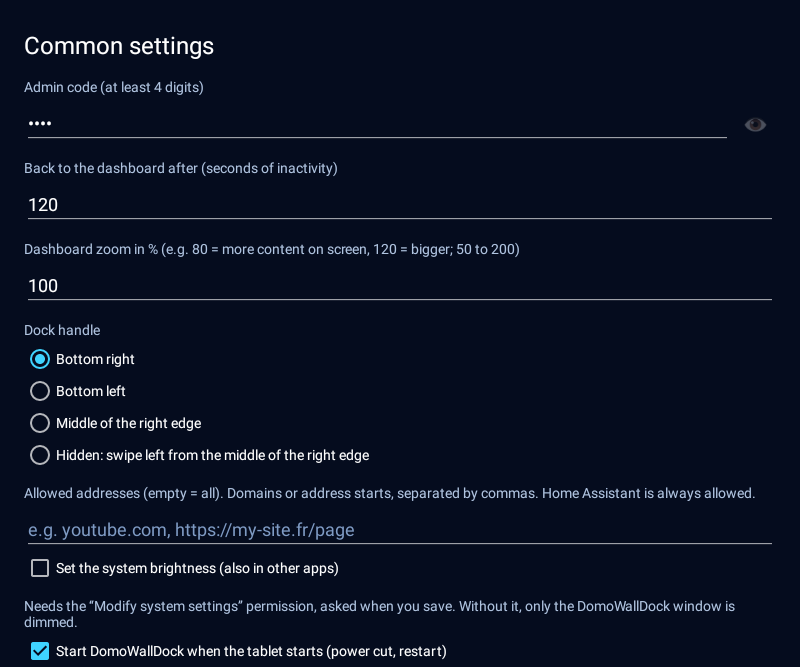 Common settings
Admin code (at least 4 digits)
••••
Back to the dashboard after (seconds of inactivity)
120
Dashboard zoom in % (e.g. 80 = more content on screen, 120 = bigger; 50 to 200)
100
Dock handle
Bottom right
Bottom left
Middle of the right edge
Hidden: swipe left from the middle of the right edge
Allowed addresses (empty = all). Domains or address starts, separated by commas. Home Assistant is always allowed.
e.g. youtube.com, https://my-site.fr/page
Set the system brightness (also in other apps)
Needs the “Modify system settings” permission, asked when you save. Without it, only the DomoWallDock window is
dimmed.
Start DomoWallDock when the tablet starts (power cut, restart)